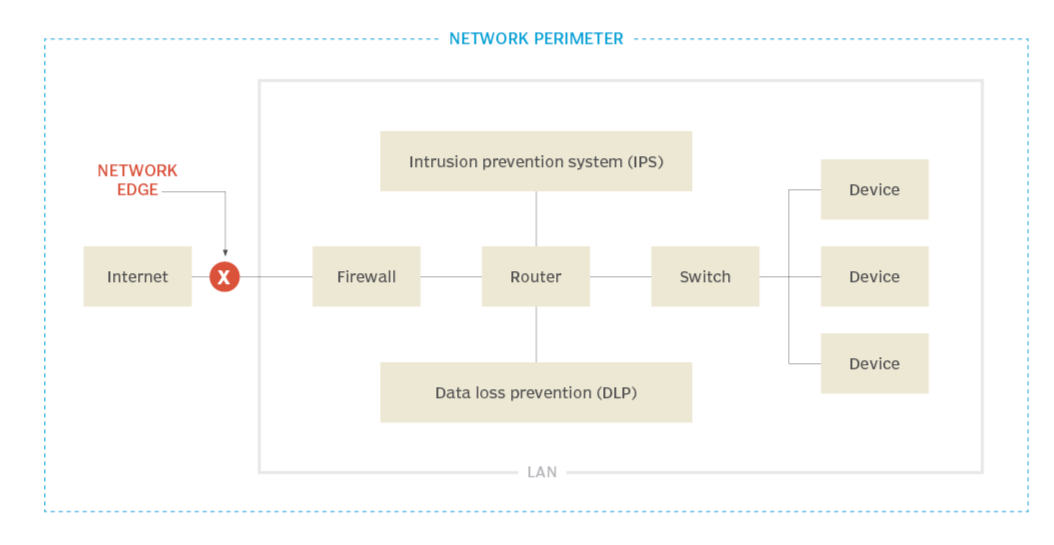 NETWORK PERIMETER
NETWORK
EDGE
Internet
X
Firewall
Intrusion prevention system (IPS)
Router
Data loss prevention (DLP)
Switch
Device
Device
Device
LAN